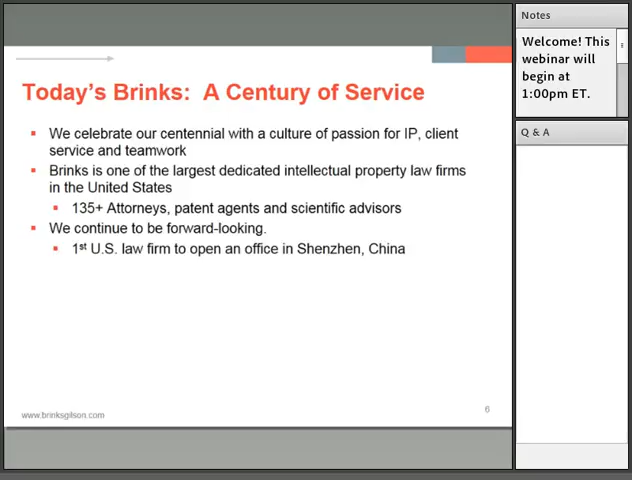 Today's Brinks: A Century of Service
We celebrate our centennial with a culture of passion for IP, client
service and teamwork
Brinks is one of the largest dedicated intellectual property law firms
in the United States
135+ Attorneys, patent agents and scientific advisors
We continue to be forward-looking.
1st U.S. law firm to open an office in Shenzhen, China
www.brinksgilson.com
6
Notes
Welcome! This
webinar will
begin at
1:00pm ET.
Q & A